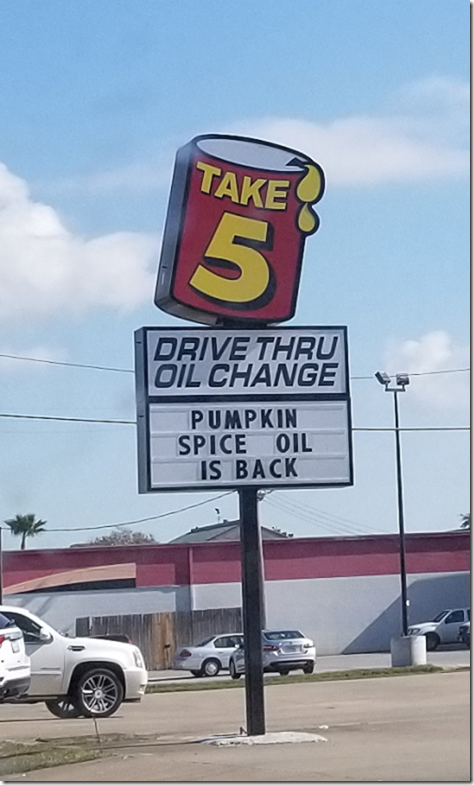 TAKE
5
DRIVE THRU
OIL CHANGE
PUMPKIN
SPICE OIL
IS BACK